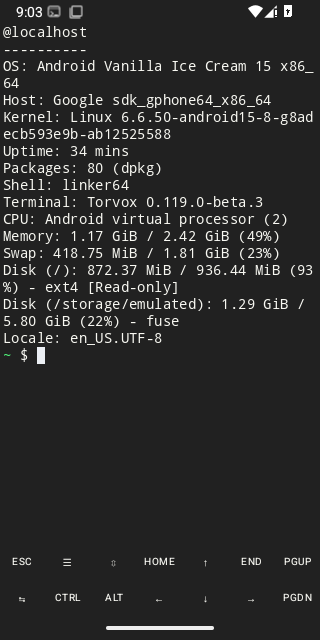 9:03
@localhost
----------
OS: Android Vanilla Ice Cream 15 x86_
64
Host: Google sdk_gphone64_x86_64
Kernel: Linux 6.6.50-android15-8-g8ad
ecb593e9b-ab12525588
Uptime: 34 mins
Packages: 80 (dpkg)
Shell: linker64
Terminal: Torvox 0.119.0-beta.3
CPU: Android virtual processor (2)
Memory: 1.17 GiB / 2.42 GiB (49%)
Swap: 418.75 MiB / 1.81 GiB (23%)
Disk (/): 872.37 MiB / 936.44 MiB (93
%) - ext4 [Read-only]
Disk (/storage/emulated): 1.29 GiB /
5.80 GiB (22%) - fuse
Locale: en_US.UTF-8
~ $
ESC ☰ ⇳ HOME ↑ END PGUP
⇆ CTRL ALT ← ↓ → PGDN